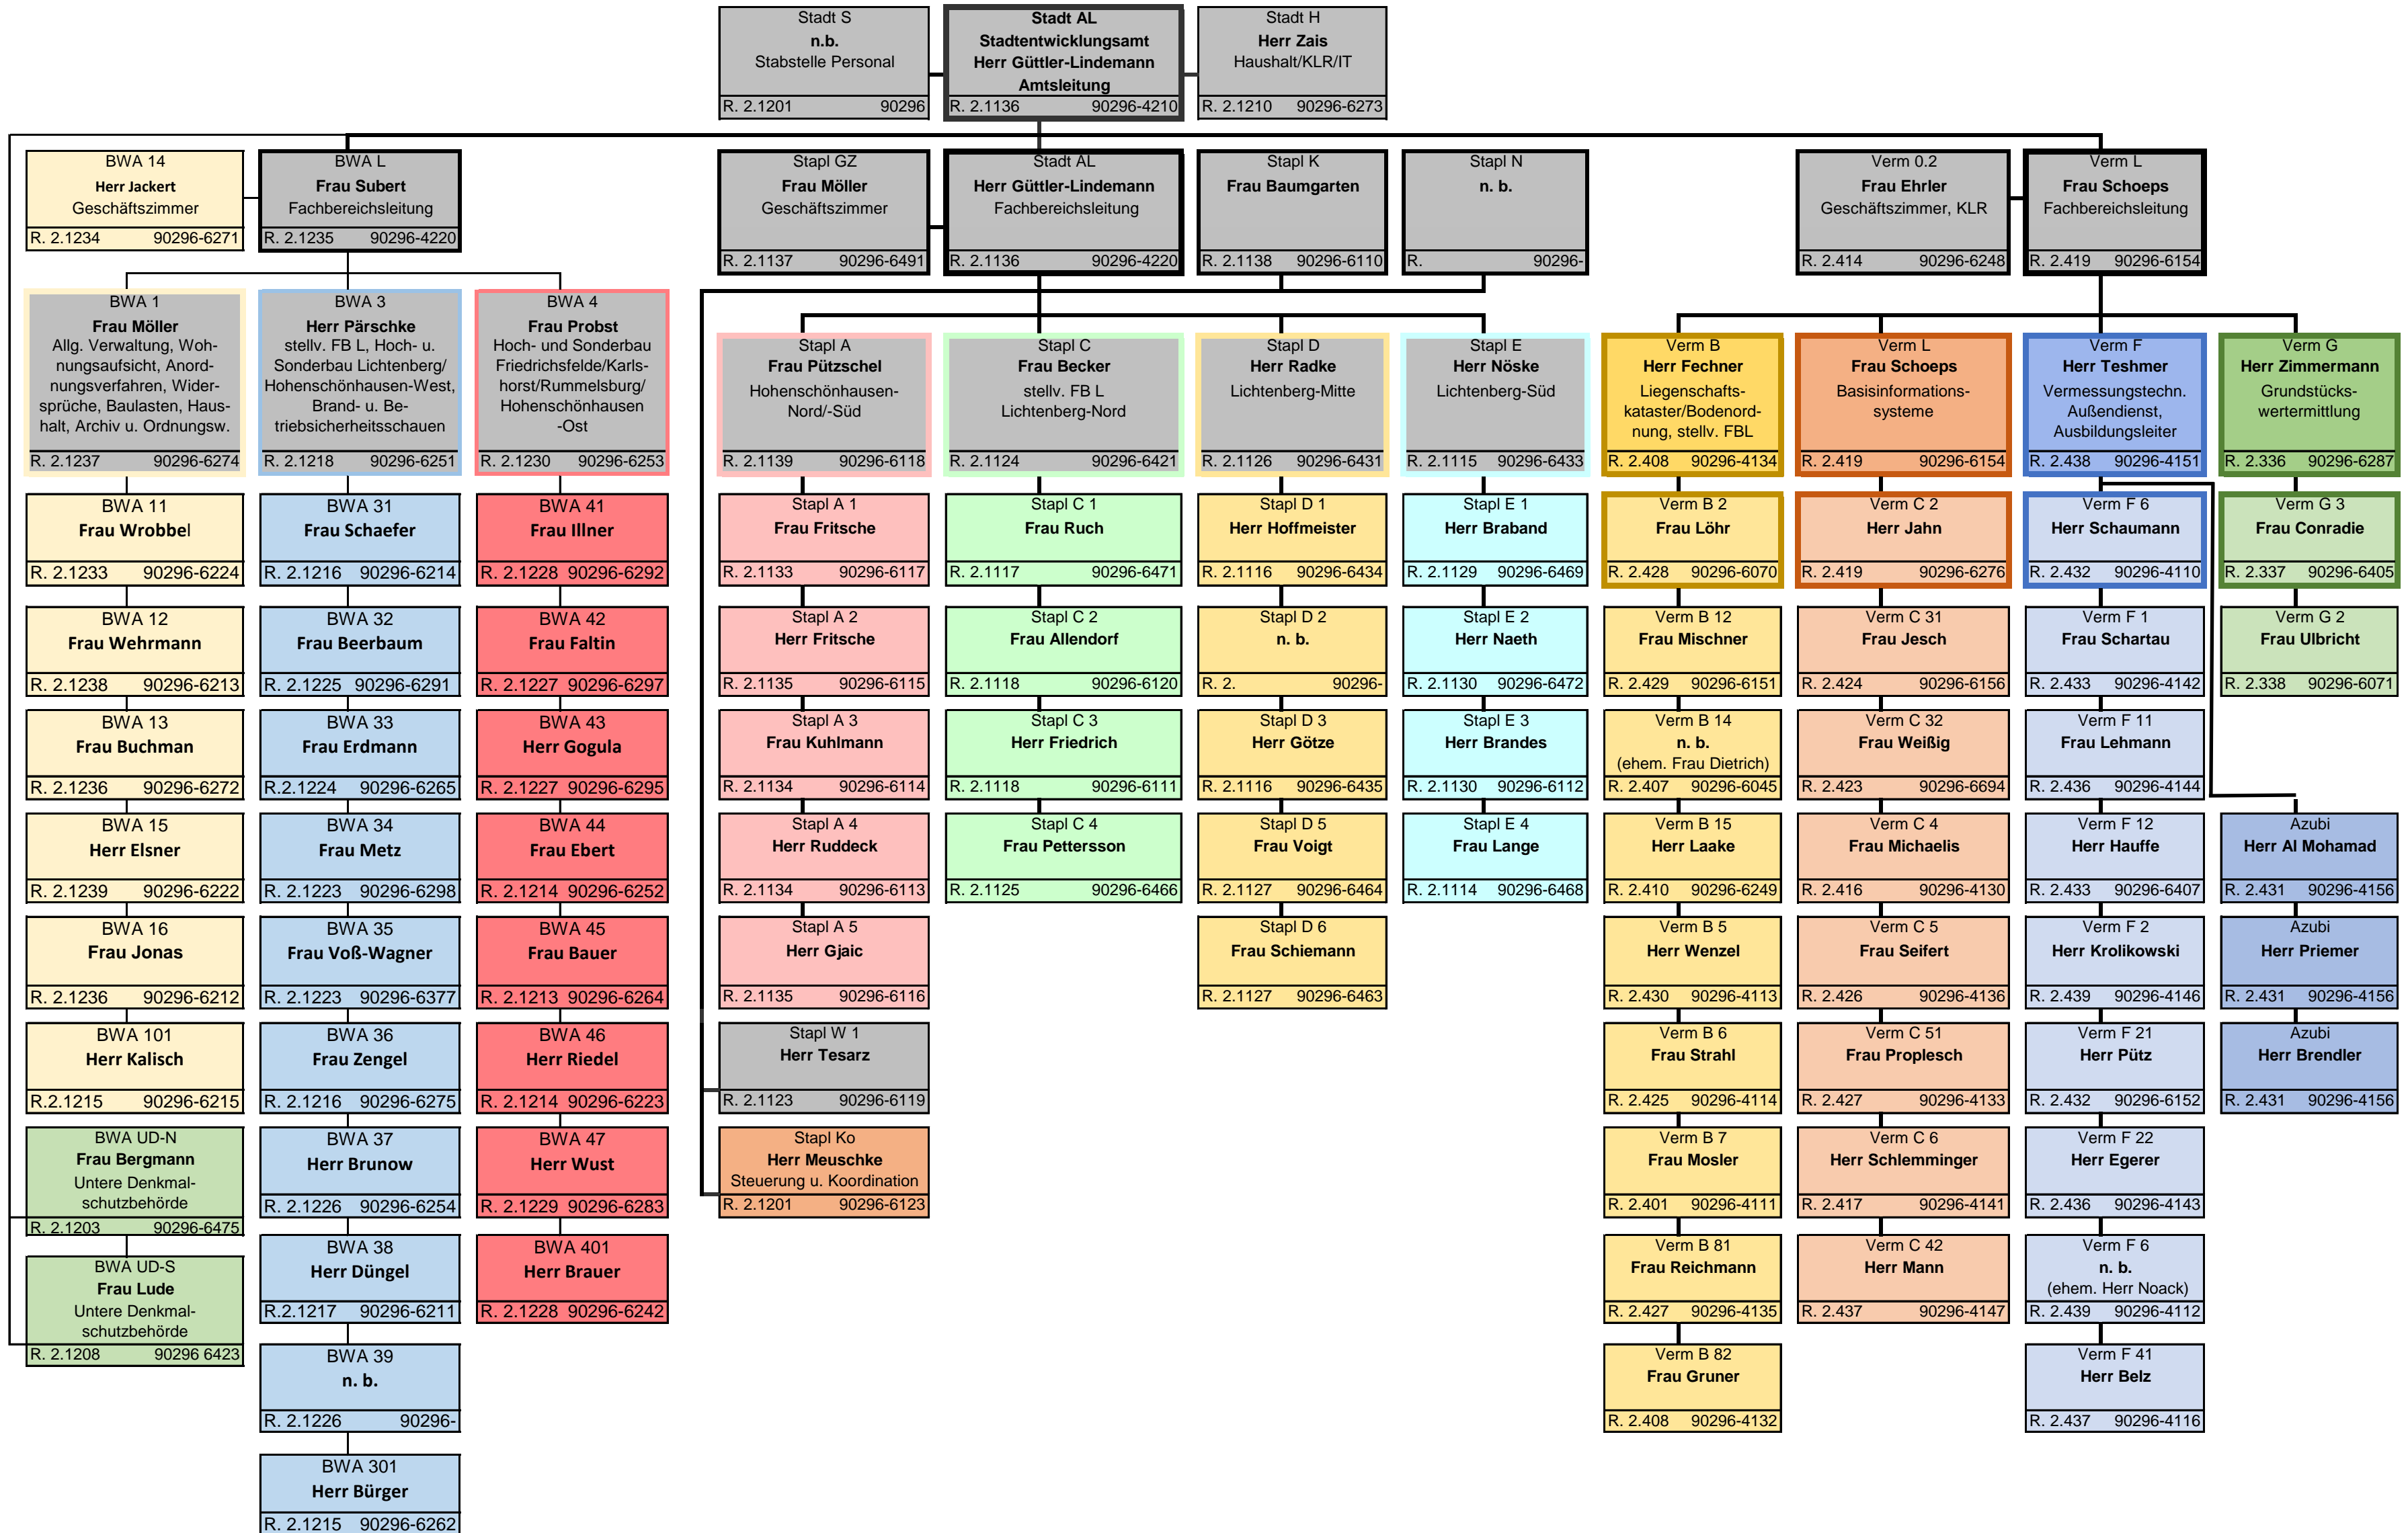 Stadt S
n.b.
Stabstelle Personal
R. 2.1201 90296
Stadt AL
Stadtentwicklungsamt
Herr Güttler-Lindemann
Amtsleitung
R. 2.1136 90296-4210
Stadt H
Herr Zais
Haushalt/KLR/IT
R. 2.1210 90296-6273
BWA 14
Herr Jackert
Geschäftszimmer
R. 2.1234 90296-6271
BWA L
Frau Subert
Fachbereichsleitung
R. 2.1235 90296-4220
Stapl GZ
Frau Möller
Geschäftszimmer
R. 2.1137 90296-6491
Stadt AL
Herr Güttler-Lindemann
Fachbereichsleitung
R. 2.1136 90296-4220
Stapl K
Frau Baumgarten
R. 2.1138 90296-6110
Stapl N
n. b.
R. 90296-
Verm 0.2
Frau Ehrler
Geschäftszimmer, KLR
R. 2.414 90296-6248
Verm L
Frau Schoeps
Fachbereichsleitung
R. 2.419 90296-6154
BWA 1
Frau Möller
Allg. Verwaltung, Woh-
nungsaufsicht, Anord-
nungsverfahren, Wider-
sprüche, Baulasten, Haus-
halt, Archiv u. Ordnungsw.
R. 2.1237 90296-6274
BWA 11
Frau Wrobbel
R. 2.1233 90296-6224
BWA 12
Frau Wehrmann
R. 2.1238 90296-6213
BWA 13
Frau Buchman
R. 2.1236 90296-6272
BWA 15
Herr Elsner
R. 2.1239 90296-6222
BWA 16
Frau Jonas
R. 2.1236 90296-6212
BWA 101
Herr Kalisch
R.2.1215 90296-6215
BWA UD-N
Frau Bergmann
Untere Denkmal-
schutzbehörde
R. 2.1203 90296-6475
BWA UD-S
Frau Lude
Untere Denkmal-
schutzbehörde
R. 2.1208 90296 6423
BWA 3
Herr Pärschke
stellv. FB L, Hoch- u.
Sonderbau Lichtenberg/
Hohenschönhausen-West,
Brand- u. Be-
triebsicherheitsschauen
R. 2.1218 90296-6251
BWA 31
Frau Schaefer
R. 2.1216 90296-6214
BWA 32
Frau Beerbaum
R. 2.1225 90296-6291
BWA 33
Frau Erdmann
R.2.1224 90296-6265
BWA 34
Frau Metz
R. 2.1223 90296-6298
BWA 35
Frau Voß-Wagner
R. 2.1223 90296-6377
BWA 36
Frau Zengel
R. 2.1216 90296-6275
BWA 37
Herr Brunow
R. 2.1226 90296-6254
BWA 38
Herr Düngel
R.2.1217 90296-6211
BWA 39
n. b.
R. 2.1226 90296-
BWA 301
Herr Bürger
R. 2.1215 90296-6262
BWA 4
Frau Probst
Hoch- und Sonderbau
Friedrichsfelde/Karls-
horst/Rummelsburg/
Hohenschönhausen
-Ost
R. 2.1230 90296-6253
BWA 41
Frau Illner
R. 2.1228 90296-6292
BWA 42
Frau Faltin
R. 2.1227 90296-6297
BWA 43
Herr Gogula
R. 2.1227 90296-6295
BWA 44
Frau Ebert
R. 2.1214 90296-6252
BWA 45
Frau Bauer
R. 2.1213 90296-6264
BWA 46
Herr Riedel
R. 2.1214 90296-6223
BWA 47
Herr Wust
R. 2.1229 90296-6283
BWA 401
Herr Brauer
R. 2.1228 90296-6242
Stapl A
Frau Pützschel
Hohenschönhausen-
Nord/-Süd
R. 2.1139 90296-6118
Stapl A 1
Frau Fritsche
R. 2.1133 90296-6117
Stapl A 2
Herr Fritsche
R. 2.1135 90296-6115
Stapl A 3
Frau Kuhlmann
R. 2.1134 90296-6114
Stapl A 4
Herr Ruddeck
R. 2.1134 90296-6113
Stapl A 5
Herr Gjaic
R. 2.1135 90296-6116
Stapl W 1
Herr Tesarz
R. 2.1123 90296-6119
Stapl Ko
Herr Meuschke
Steuerung u. Koordination
R. 2.1201 90296-6123
Stapl C
Frau Becker
stellv. FB L
Lichtenberg-Nord
R. 2.1124 90296-6421
Stapl C 1
Frau Ruch
R. 2.1117 90296-6471
Stapl C 2
Frau Allendorf
R. 2.1118 90296-6120
Stapl C 3
Herr Friedrich
R. 2.1118 90296-6111
Stapl C 4
Frau Pettersson
R. 2.1125 90296-6466
Stapl D
Herr Radke
Lichtenberg-Mitte
R. 2.1126 90296-6431
Stapl D 1
Herr Hoffmeister
R. 2.1116 90296-6434
Stapl D 2
n. b.
R. 2. 90296-
Stapl D 3
Herr Götze
R. 2.1116 90296-6435
Stapl D 5
Frau Voigt
R. 2.1127 90296-6464
Stapl D 6
Frau Schiemann
R. 2.1127 90296-6463
Stapl E
Herr Nöske
Lichtenberg-Süd
R. 2.1115 90296-6433
Stapl E 1
Herr Braband
R. 2.1129 90296-6469
Stapl E 2
Herr Naeth
R. 2.1130 90296-6472
Stapl E 3
Herr Brandes
R. 2.1130 90296-6112
Stapl E 4
Frau Lange
R. 2.1114 90296-6468
Verm B
Herr Fechner
Liegenschafts-
kataster/Bodenord-
nung, stellv. FBL
R. 2.408 90296-4134
Verm B 2
Frau Löhr
R. 2.428 90296-6070
Verm B 12
Frau Mischner
R. 2.429 90296-6151
Verm B 14
n. b.
(ehem. Frau Dietrich)
R. 2.407 90296-6045
Verm B 15
Herr Laake
R. 2.410 90296-6249
Verm B 5
Herr Wenzel
R. 2.430 90296-4113
Verm B 6
Frau Strahl
R. 2.425 90296-4114
Verm B 7
Frau Mosler
R. 2.401 90296-4111
Verm B 81
Frau Reichmann
R. 2.427 90296-4135
Verm B 82
Frau Gruner
R. 2.408 90296-4132
Verm L
Frau Schoeps
Basisinformations-
systeme
R. 2.419 90296-6154
Verm C 2
Herr Jahn
R. 2.419 90296-6276
Verm C 31
Frau Jesch
R. 2.424 90296-6156
Verm C 32
Frau Weißig
R. 2.423 90296-6694
Verm C 4
Frau Michaelis
R. 2.416 90296-4130
Verm C 5
Frau Seifert
R. 2.426 90296-4136
Verm C 51
Frau Proplesch
R. 2.427 90296-4133
Verm C 6
Herr Schlemminger
R. 2.417 90296-4141
Verm C 42
Herr Mann
R. 2.437 90296-4147
Verm F
Herr Teshmer
Vermessungstechn.
Außendienst,
Ausbildungsleiter
R. 2.438 90296-4151
Verm F 6
Herr Schaumann
R. 2.432 90296-4110
Verm F 1
Frau Schartau
R. 2.433 90296-4142
Verm F 11
Frau Lehmann
R. 2.436 90296-4144
Verm F 12
Herr Hauffe
R. 2.433 90296-6407
Verm F 2
Herr Krolikowski
R. 2.439 90296-4146
Verm F 21
Herr Pütz
R. 2.432 90296-6152
Verm F 22
Herr Egerer
R. 2.436 90296-4143
Verm F 6
n. b.
(ehem. Herr Noack)
R. 2.439 90296-4112
Verm F 41
Herr Belz
R. 2.437 90296-4116
Verm G
Herr Zimmermann
Grundstücks-
wertermittlung
R. 2.336 90296-6287
Verm G 3
Frau Conradie
R. 2.337 90296-6405
Verm G 2
Frau Ulbricht
R. 2.338 90296-6071
Azubi
Herr Al Mohamad
R. 2.431 90296-4156
Azubi
Herr Priemer
R. 2.431 90296-4156
Azubi
Herr Brendler
R. 2.431 90296-4156